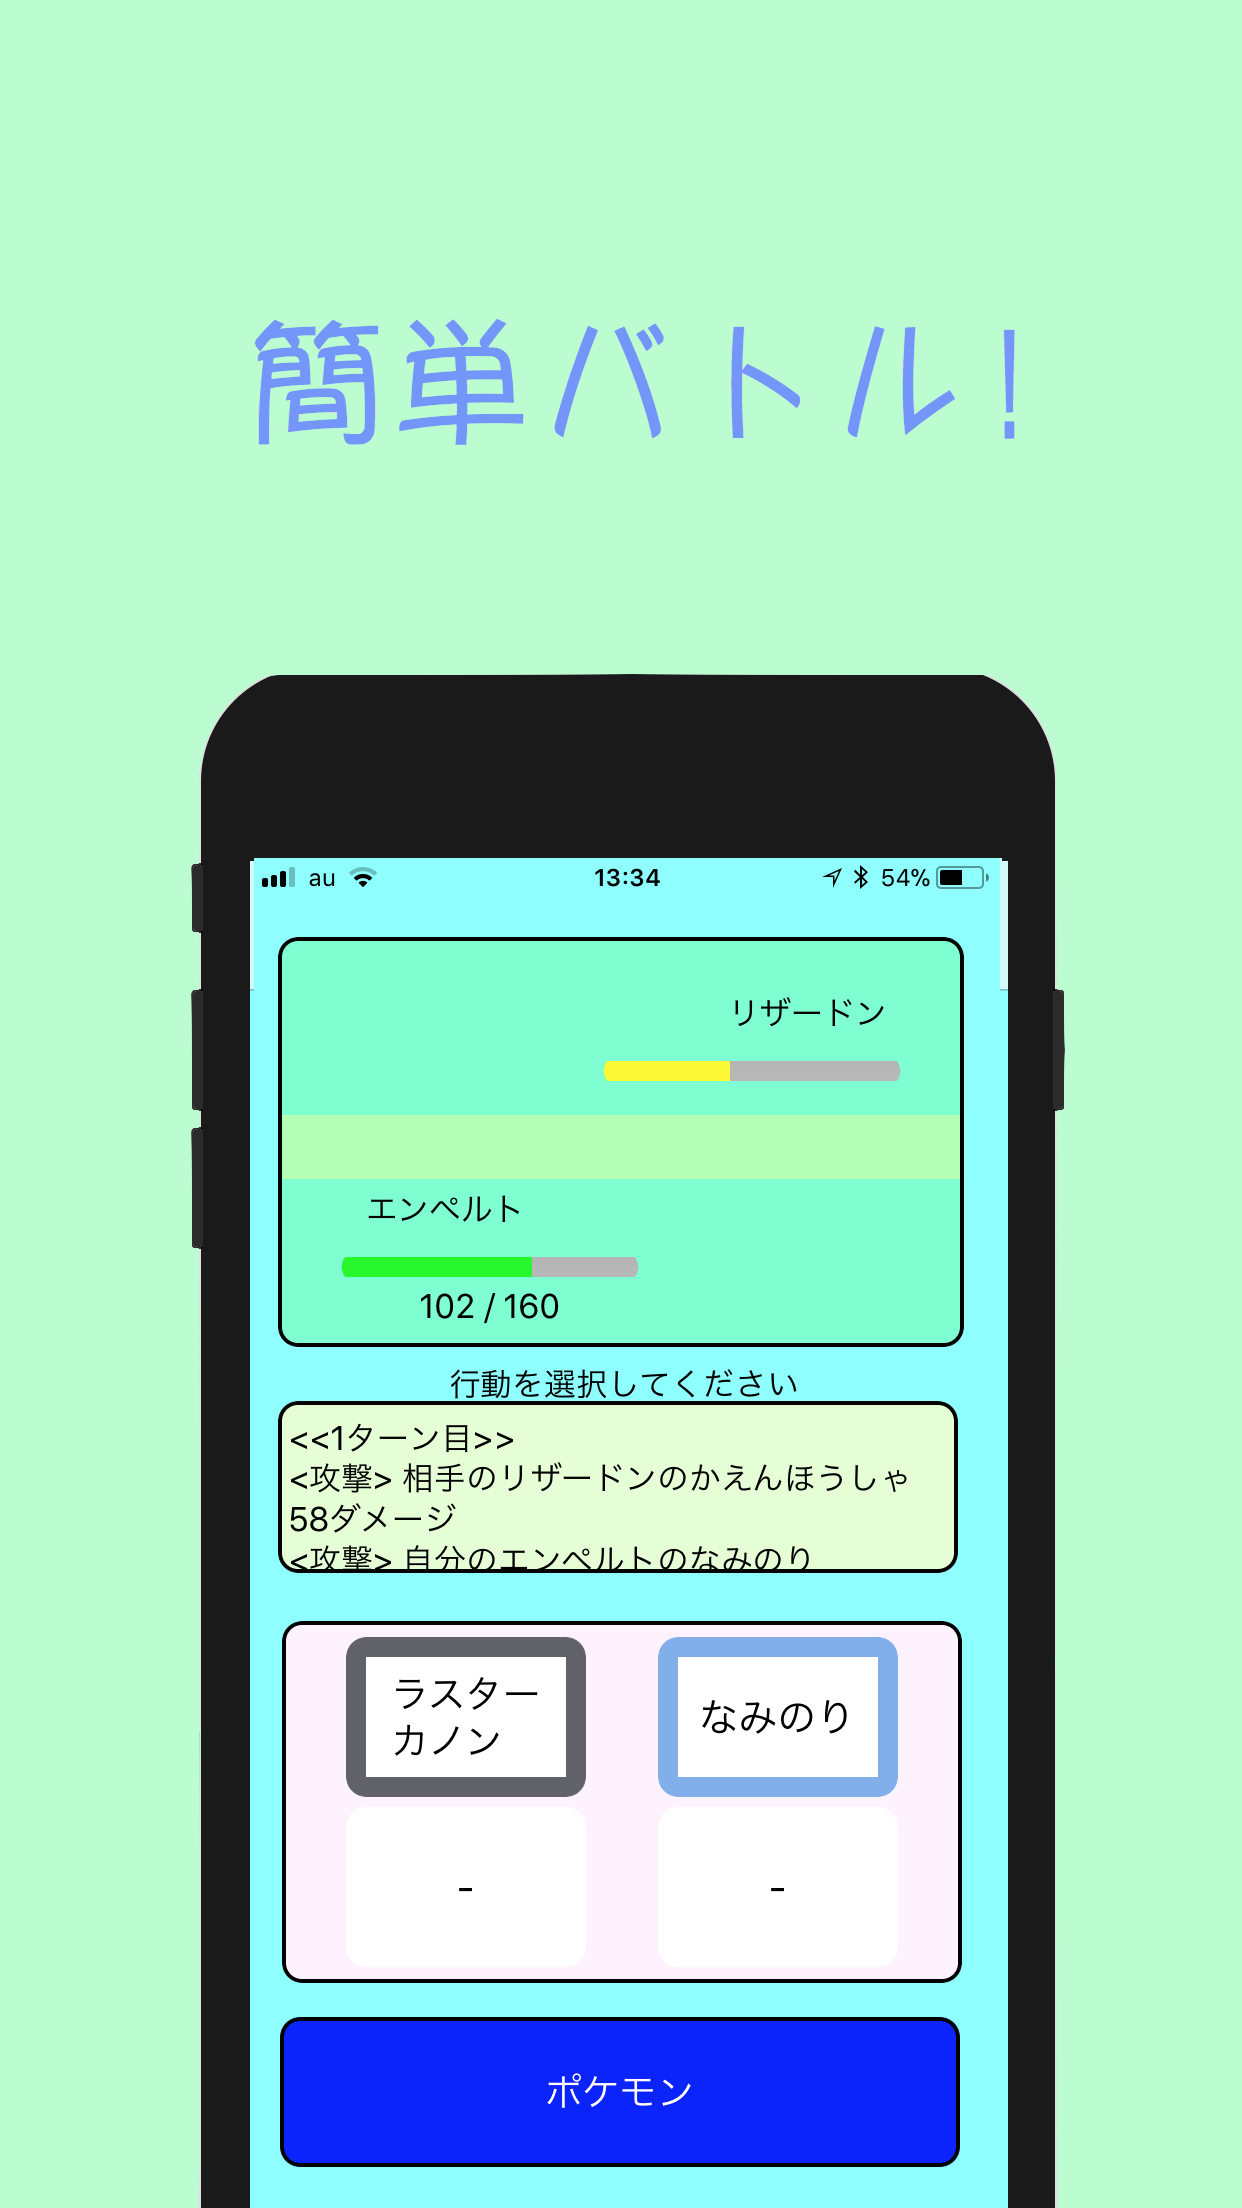 簡単バトル!
au 13:34 54%
リザードン
エンペルト
102 / 160
行動を選択してください
<<1ターン目>>
<攻撃> 相手のリザードンのかえんほうしゃ
58ダメージ
<攻撃> 自分のエンペルトのなみのり
ラスター
カノン
なみのり
-
-
ポケモン